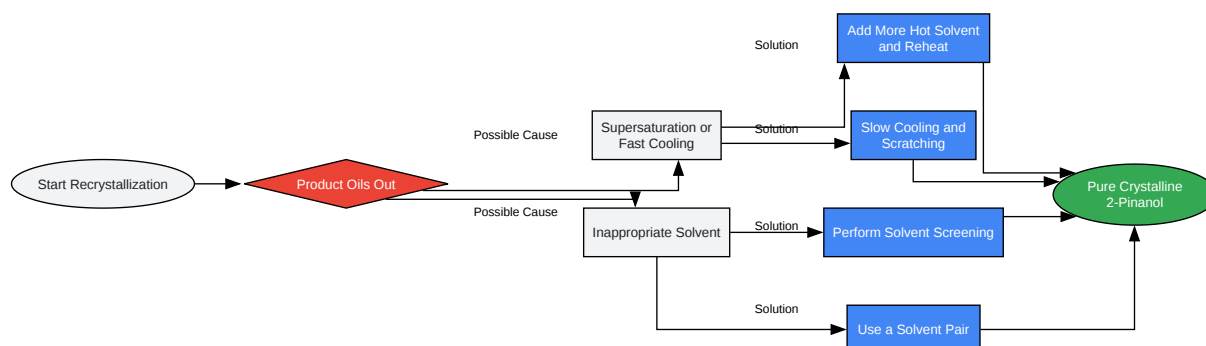 Start Recrystallization
Product Oils Out
Possible Cause
Possible Cause
Supersaturation or
Fast Cooling
Inappropriate Solvent
Solution
Solution
Solution
Solution
Add More Hot Solvent
and Reheat
Slow Cooling and
Scratching
Perform Solvent Screening
Use a Solvent Pair
Pure Crystalline
2-Pinanol